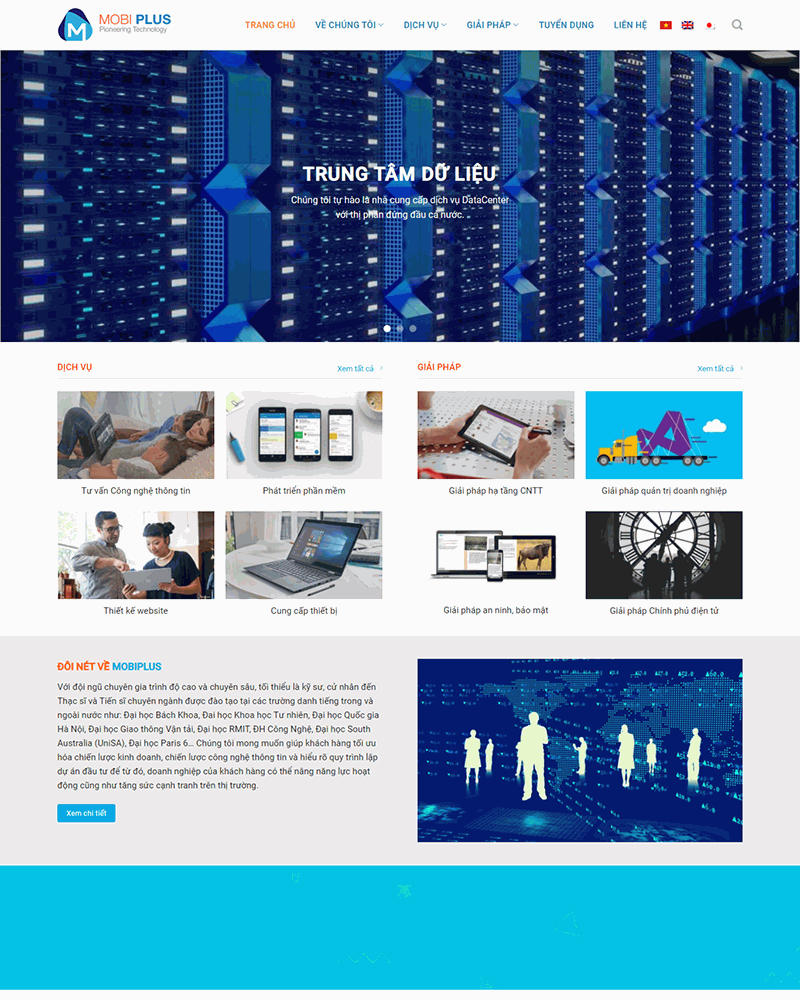 MOBI PLUS
Pioneering Technology
TRANG CHỦ
VỀ CHÚNG TÔI
DỊCH VỤ
GIẢI PHÁP
TUYỂN DỤNG
LIÊN HỆ
TRUNG TÂM DỮ LIỆU
Chúng tôi tự hào là nhà cung cấp dịch vụ DataCenter
với thị phần đứng đầu cả nước.
DỊCH VỤ
Xem tất cả
GIẢI PHÁP
Xem tất cả
Tư vấn Công nghệ thông tin
Phát triển phần mềm
Giải pháp hạ tầng CNTT
Giải pháp quản trị doanh nghiệp
Thiết kế website
Cung cấp thiết bị
Giải pháp an ninh, bảo mật
Giải pháp Chính phủ điện tử
ĐÔI NÉT VỀ MOBIPLUS
Với đội ngũ chuyên gia trình độ cao và chuyên sâu, tối thiểu là kỹ sư, cử nhân đến
Thạc sĩ và Tiến sĩ chuyên ngành được đào tạo tại các trường danh tiếng trong và
ngoài nước như: Đại học Bách Khoa, Đai học Khoa học Tự nhiên, Đại học Quốc gia
Hà Nội, Đại học Giao thông Vận tải, Đại học RMIT, ĐH Công Nghệ, Đại học South
Australia (UniSA), Đại học Paris 6... Chúng tôi mong muốn giúp khách hàng tối ưu
hóa chiến lược kinh doanh, chiến lược công nghệ thông tin và hiểu rõ quy trình lập
dự án đầu tư để từ đó, doanh nghiệp của khách hàng có thể nâng năng lực hoạt
động cũng như tăng sức cạnh tranh trên thị trường.
Xem chi tiết